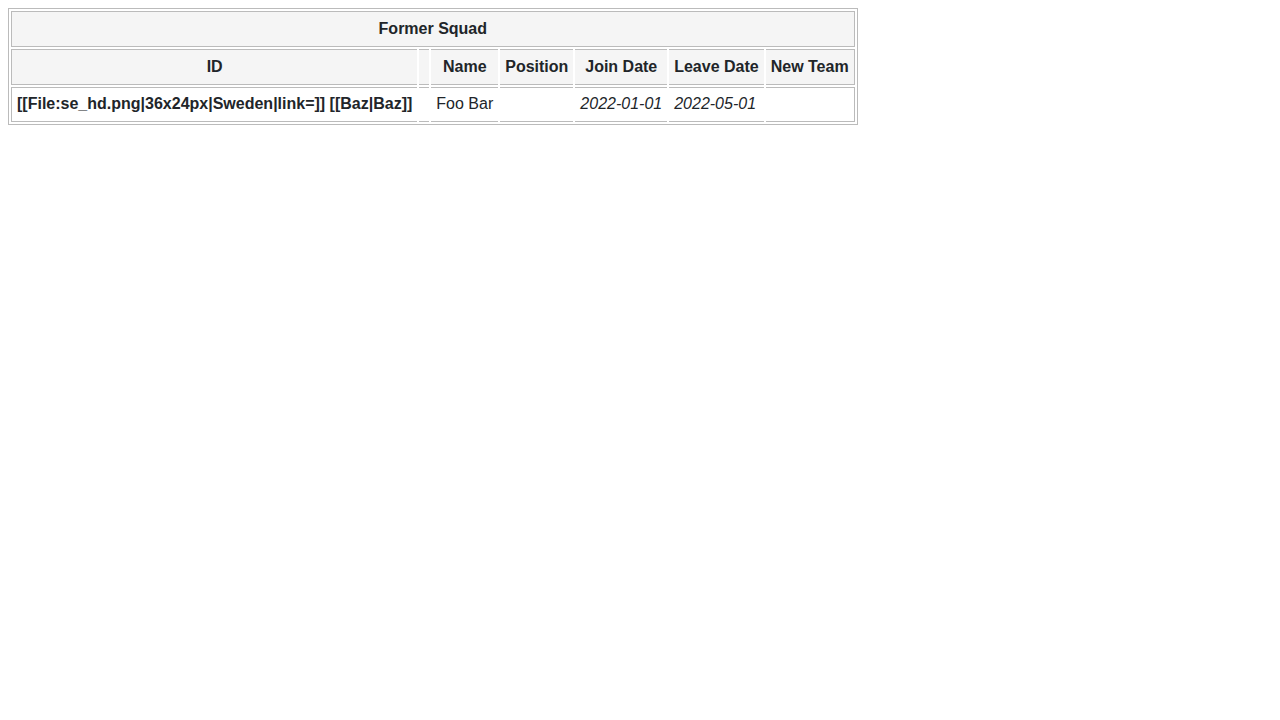 Former Squad
ID Name Position Join Date Leave Date New Team
[[File:se_hd.png|36x24px|Sweden|link=]] [[Baz|Baz]] Foo Bar 2022-01-01 2022-05-01